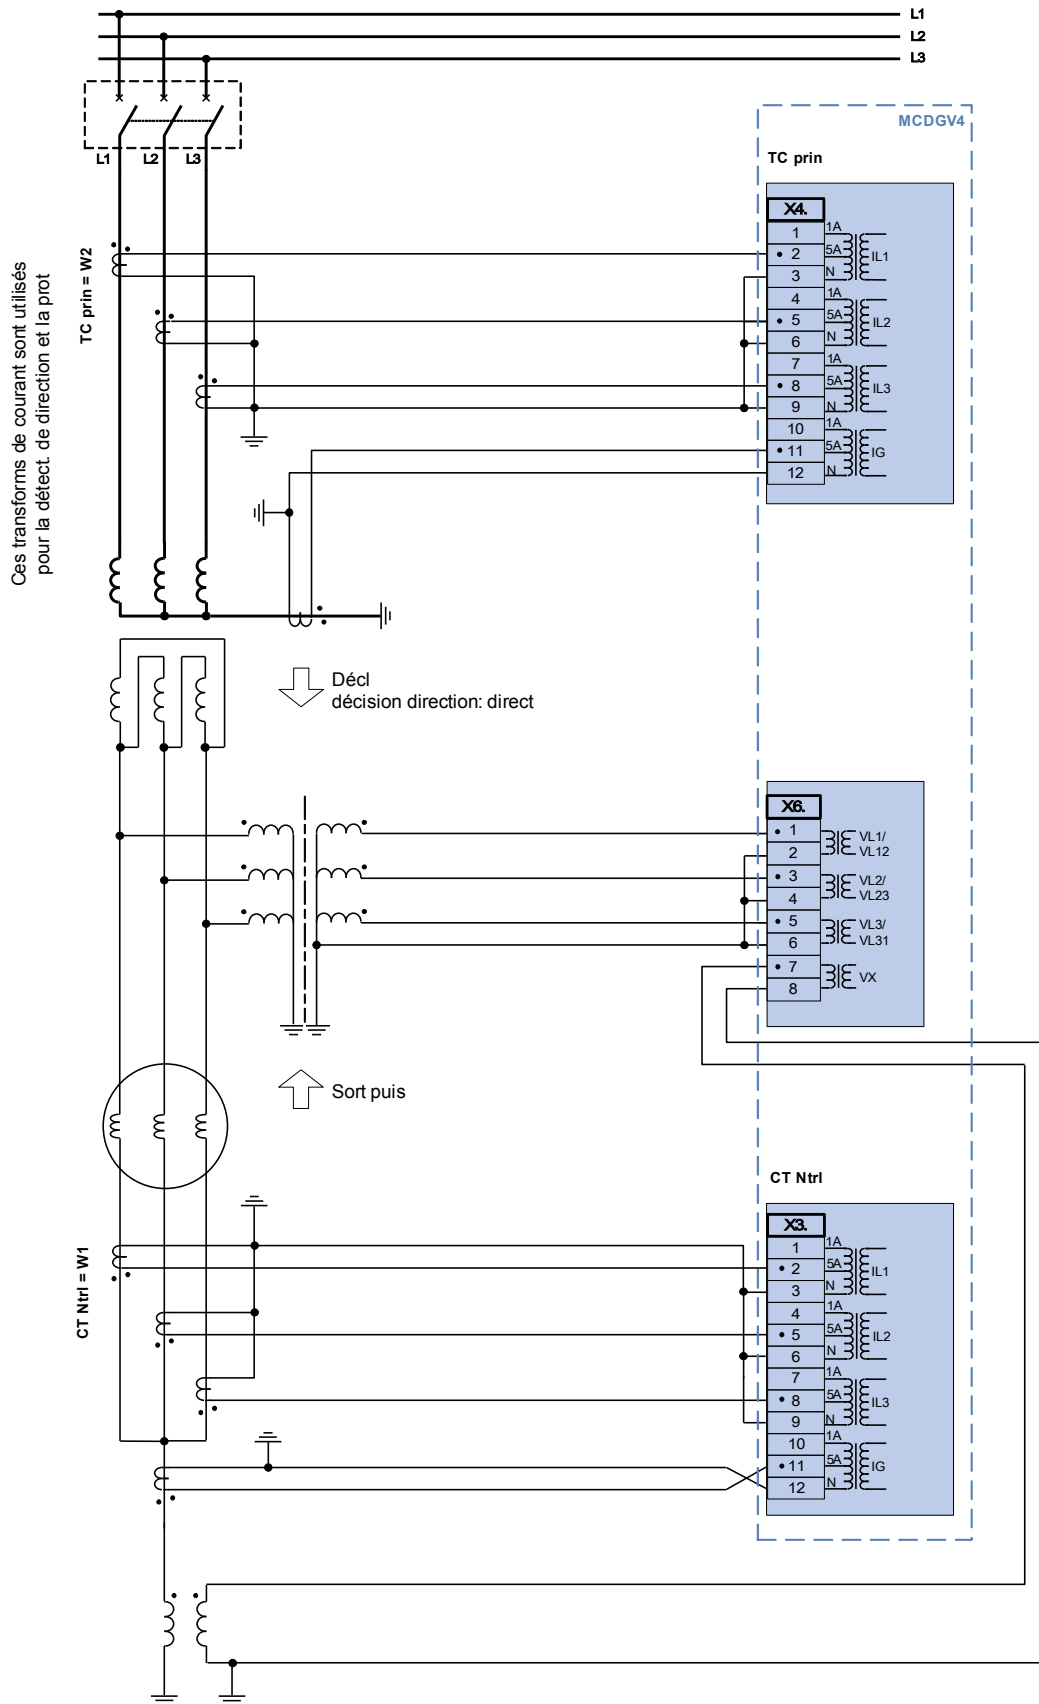 L1
L2
L3
L1
L2
L3
MCDGV4
TC prin
Ces transforms de courant sont utilisés
pour la détect. de direction et la prot
TC prin = W2
X4.
1
1A
2
5A
IL1
3
N
4
1A
5
5A
IL2
6
N
7
1A
8
5A
IL3
9
N
10
1A
11
5A
IG
12
N
Décl
décision direction: direct
X6.
1
VL1/
2
VL12
3
VL2/
4
VL23
5
VL3/
6
VL31
7
VX
8
Sort puis
CT Ntrl
CT Ntrl = W1
X3.
1
1A
2
5A
IL1
3
N
4
1A
5
5A
IL2
6
N
7
1A
8
5A
IL3
9
N
10
1A
11
5A
IG
12
N